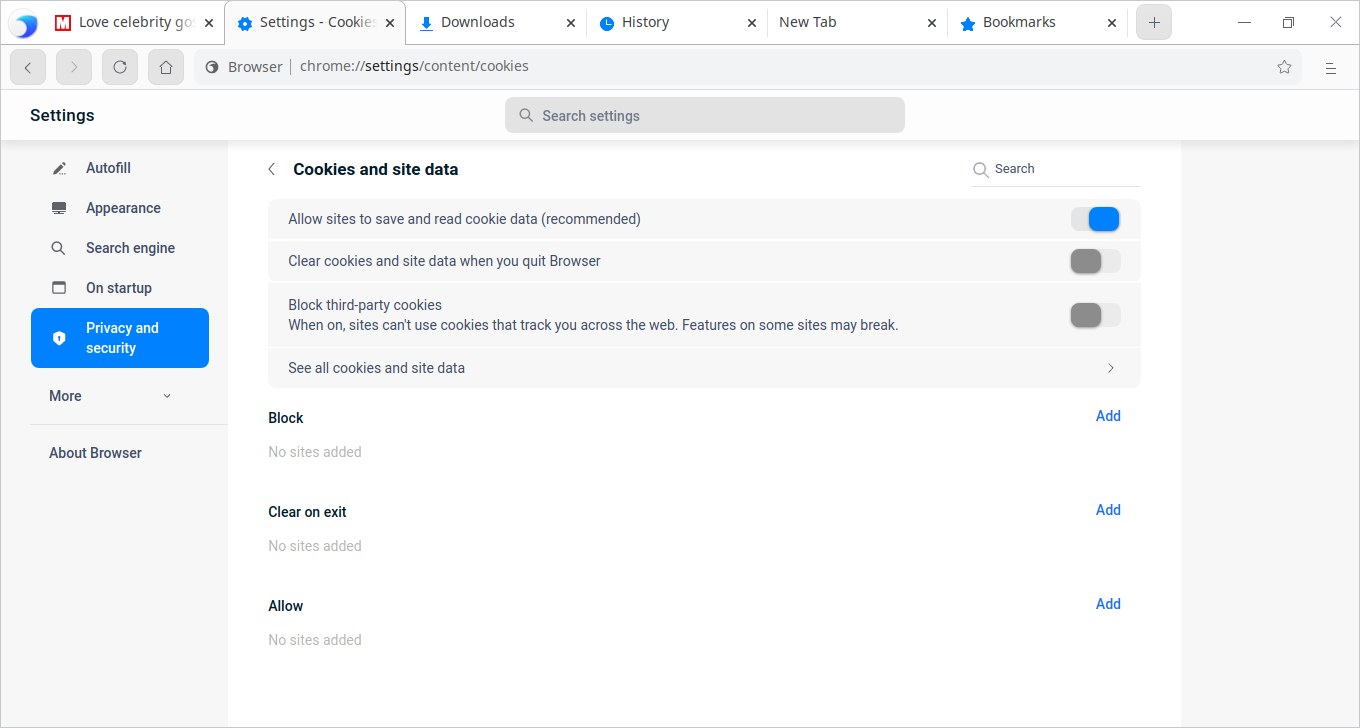 Love celebrity go
Settings - Cookies
Downloads
History
New Tab
Bookmarks
Browser
chrome://settings/content/cookies
Settings
Search settings
Autofill
Appearance
Search engine
On startup
Privacy and
security
More
About Browser
Cookies and site data
Search
Allow sites to save and read cookie data (recommended)
Clear cookies and site data when you quit Browser
Block third-party cookies
When on, sites can't use cookies that track you across the web. Features on some sites may break.
See all cookies and site data
Block
Add
No sites added
Clear on exit
Add
No sites added
Allow
Add
No sites added